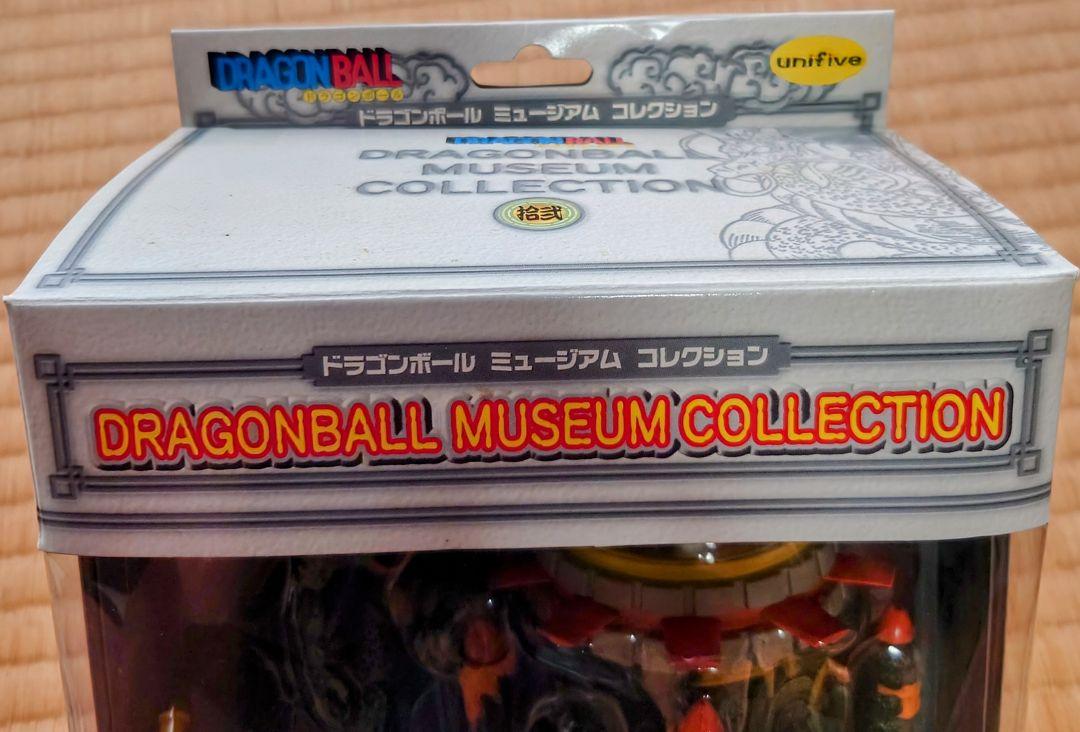 DRAGONBALL
ドラゴンボール
unifive
ドラゴンボール ミュージアム コレクション
DRAGONBALL
DRAGONBALL
MUSEUM
COLLECTION
拾弐
ドラゴンボール ミュージアム コレクション
DRAGONBALL MUSEUM COLLECTION